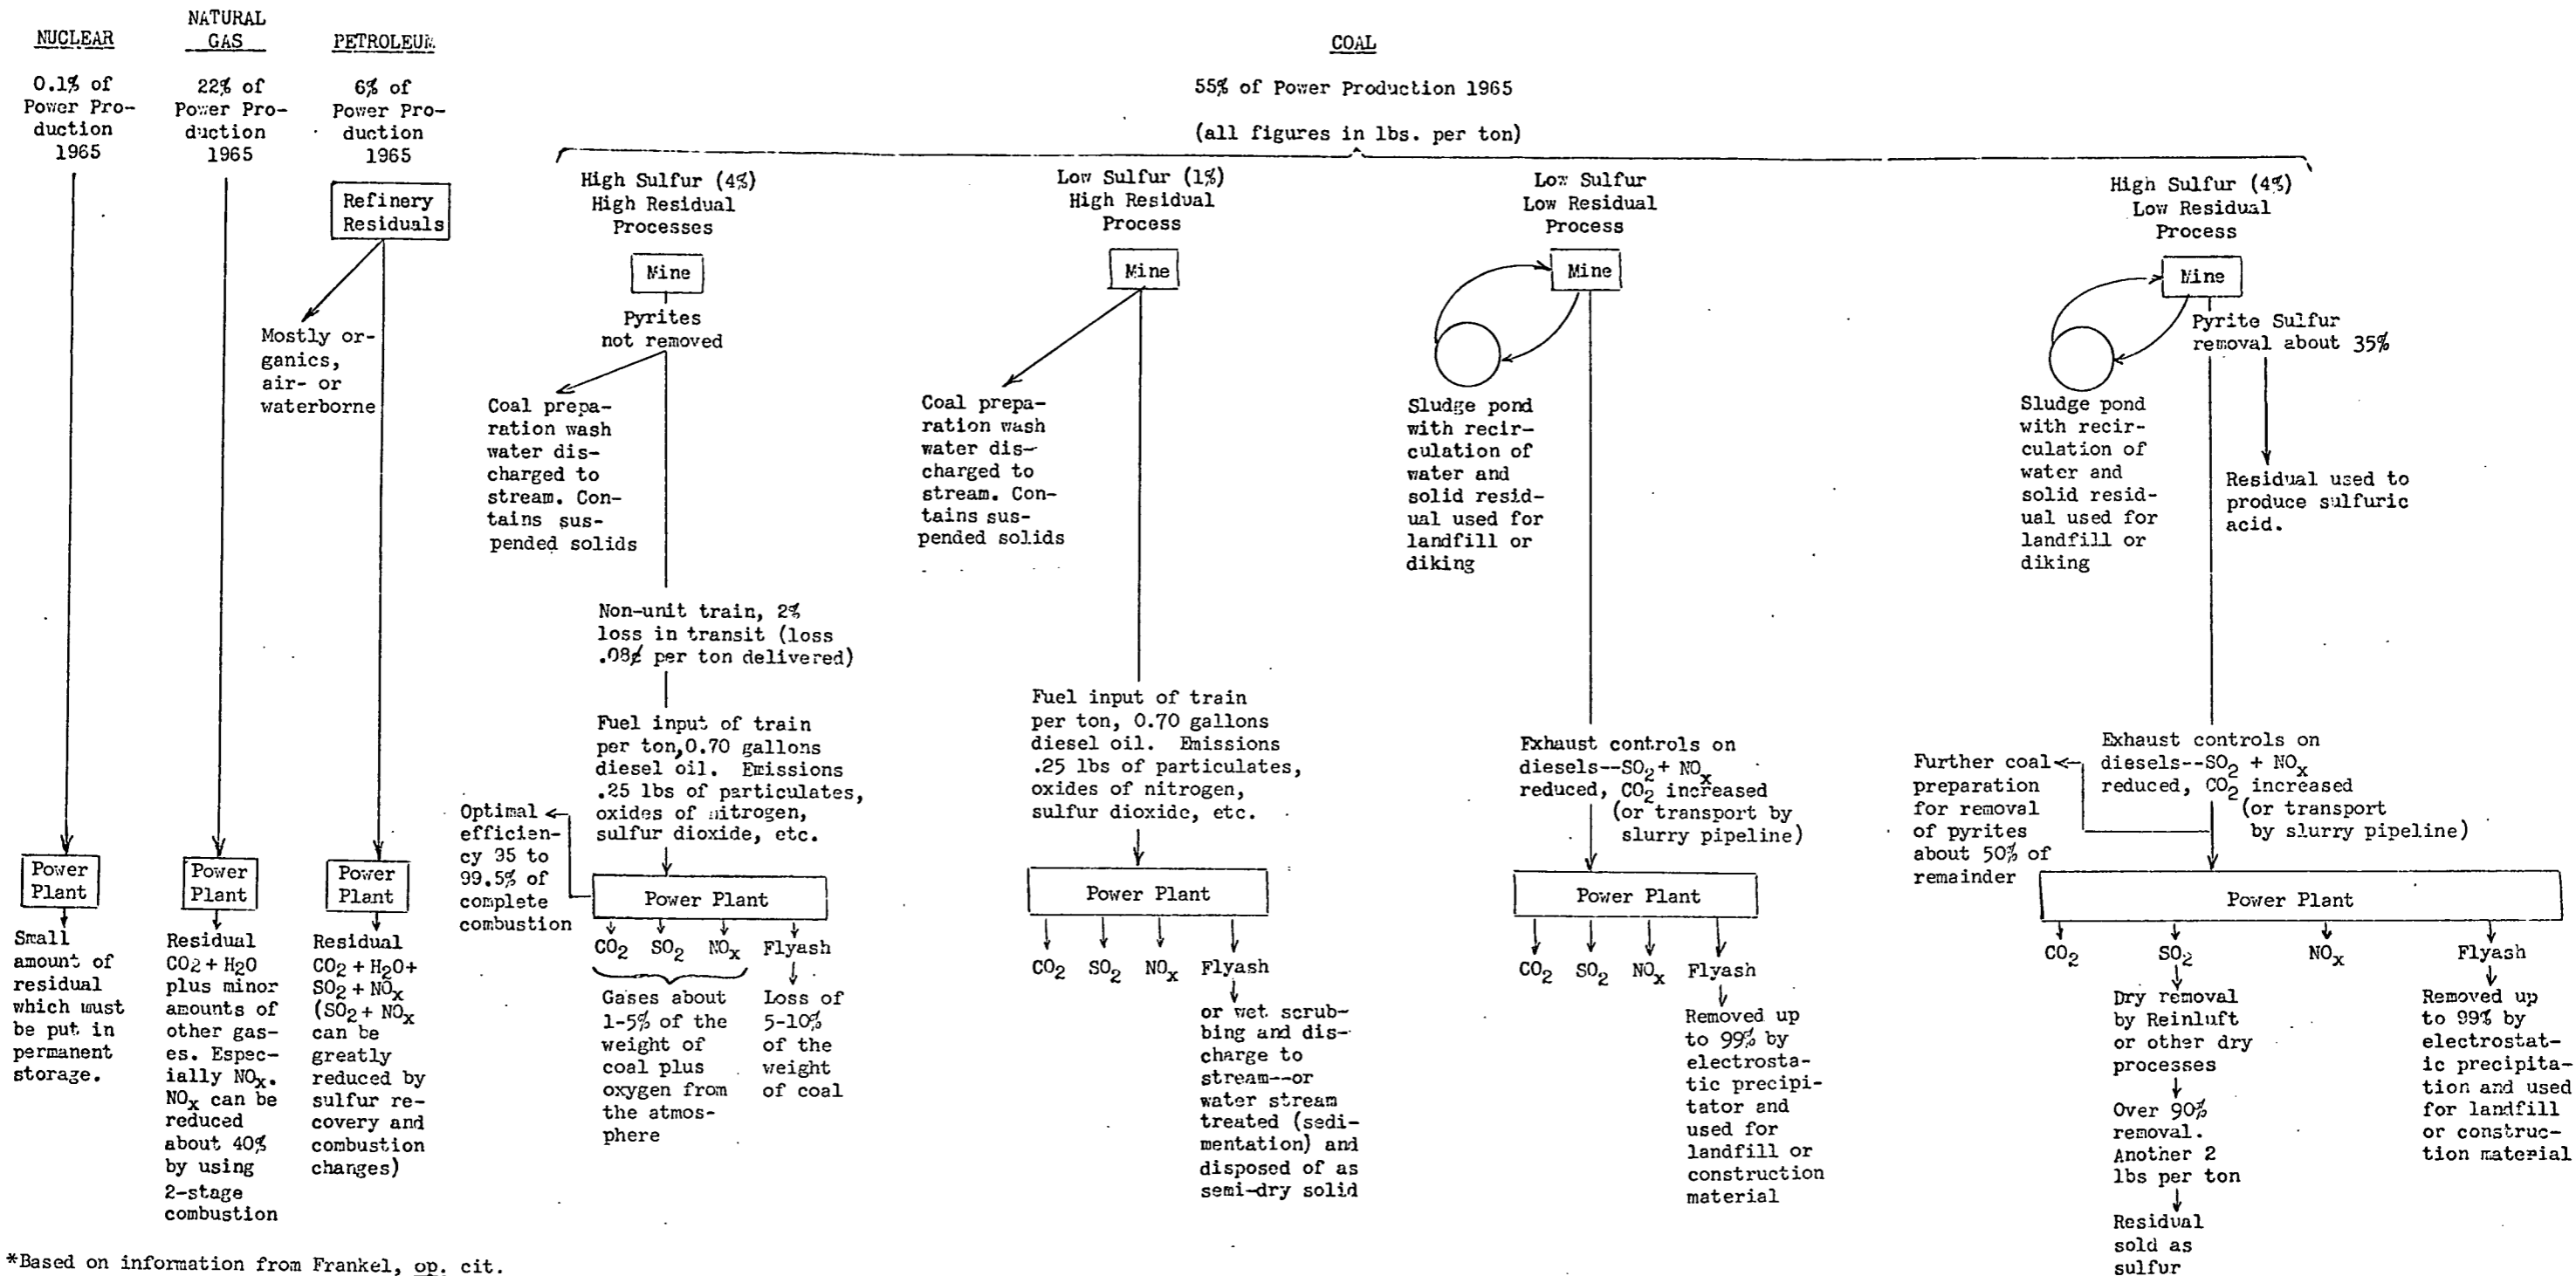 NUCLEAR
0.1% of
Power Pro-
duction
1965
Power
Plant
Small
amount of
residual
which must
be put in
permanent
storage.
NATURAL
GAS
22% of
Power Pro-
duction
1965
Power
Plant
Residual
CO2 + H2O
plus minor
amounts of
other gas-
es. Espec-
ially NOx.
NOx can be
reduced
about 40%
by using
2-stage
combustion
PETROLEUM
6% of
Power Pro-
duction
1965
Refinery
Residuals
Mostly or-
ganics,
air- or
waterborne
Power
Plant
Residual
CO2 + H2O+
SO2 + NOx
(SO2 + NOx
can be
greatly
reduced by
sulfur re-
covery and
combustion
changes)
COAL
55% of Power Production 1965
(all figures in lbs. per ton)
High Sulfur (4%)
High Residual
Processes
Mine
Pyrites
not removed
Coal prepa-
ration wash
water dis-
charged to
stream. Con-
tains sus-
pended solids
Non-unit train, 2%
loss in transit (loss
.08¢ per ton delivered)
Fuel input of train
per ton,0.70 gallons
diesel oil. Emissions
.25 lbs of particulates,
oxides of nitrogen,
sulfur dioxide, etc.
Optimal
efficien-
cy 95 to
99.5% of
complete
combustion
Power Plant
CO2 SO2 NOx Flyash
Gases about
1-5% of the
weight of
coal plus
oxygen from
the atmos-
phere
Loss of
5-10%
of the
weight
of coal
Low Sulfur (1%)
High Residual
Process
Mine
Coal prepa-
ration wash
water dis-
charged to
stream. Con-
tains sus-
pended solids
Fuel input of train
per ton, 0.70 gallons
diesel oil. Emissions
.25 lbs of particulates,
oxides of nitrogen,
sulfur dioxide, etc.
Power Plant
CO2 SO2 NOx Flyash
or wet scrub-
bing and dis-
charge to
stream--or
water stream
treated (sedi-
mentation) and
disposed of as
semi-dry solid
Low Sulfur
Low Residual
Process
Mine
Sludge pond
with recir-
culation of
water and
solid resid-
ual used for
landfill or
diking
Exhaust controls on
diesels--SO2 + NOx
reduced, CO2 increased
(or transport by
slurry pipeline)
Power Plant
CO2 SO2 NOx Flyash
Removed up
to 99% by
electrosta-
tic precipi-
tator and
used for
landfill or
construction
material
High Sulfur (4%)
Low Residual
Process
Mine
Pyrite Sulfur
removal about 35%
Sludge pond
with recir-
culation of
water and
solid resid-
ual used for
landfill or
diking
Residual used to
produce sulfuric
acid.
Further coal
preparation
for removal
of pyrites
about 50% of
remainder
Exhaust controls on
diesels--SO2 + NOx
reduced, CO2 increased
(or transport
by slurry pipeline)
Power Plant
CO2 SO2 NOx Flyash
Dry removal
by Reinluft
or other dry
processes
Over 90%
removal.
Another 2
lbs per ton
Residual
sold as
sulfur
Removed up
to 99% by
electrostat-
ic precipita-
tion and used
for landfill
or construc-
tion material
*Based on information from Frankel, op. cit.